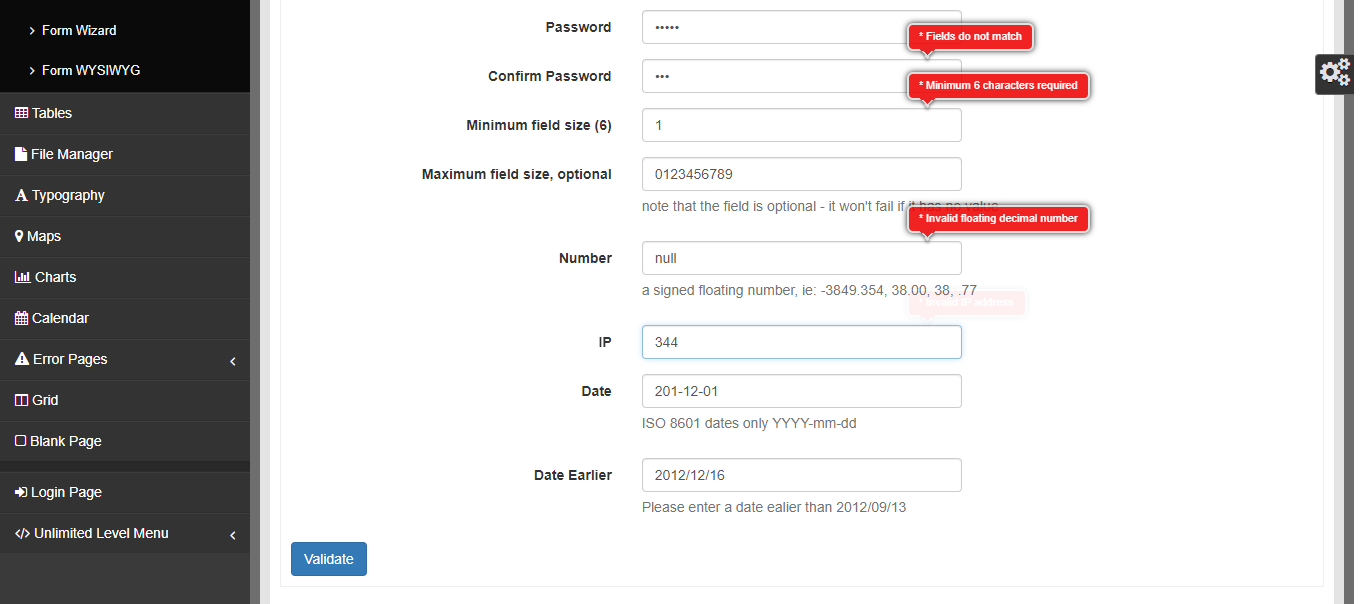 Form Wizard
Form WYSIWYG
Tables
File Manager
Typography
Maps
Charts
Calendar
Error Pages
Grid
Blank Page
Login Page
Unlimited Level Menu
Password •••••
* Fields do not match
Confirm Password •••
* Minimum 6 characters required
Minimum field size (6) 1
Maximum field size, optional 0123456789
note that the field is optional - it won't fail if it has no value
* Invalid floating decimal number
Number null
a signed floating number, ie: -3849.354, 38.00, 38, .77
* Invalid IP address
IP 344
Date 201-12-01
ISO 8601 dates only YYYY-mm-dd
Date Earlier 2012/12/16
Please enter a date ealier than 2012/09/13
Validate